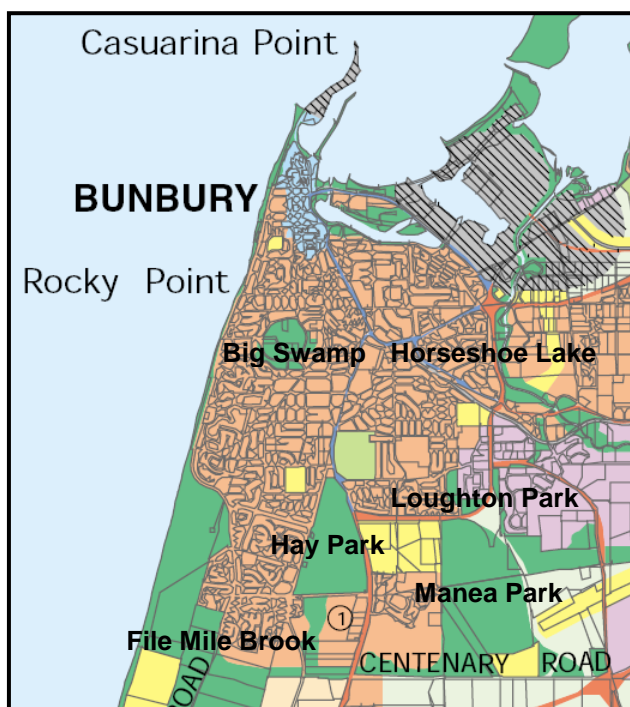 Casuarina Point
BUNBURY
Rocky Point
Big Swamp
Horseshoe Lake
Loughton Park
Hay Park
Manea Park
1
File Mile Brook
CENTENARY ROAD
ROAD